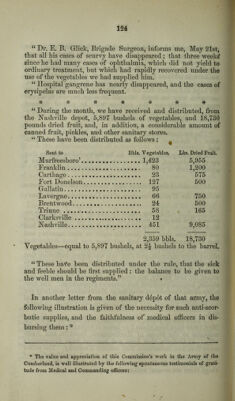 124
“ Dr. E. B. Glick, Brigade Surgeon, informs me, May 21st,
that all his cases of scurvy have disappeared; that three weeks’
since he had many cases of ophthalmia, which did not yield to
ordinary treatment, but which had rapidly recovered under the
use of the vegetables we had supplied him.
“ Hospital gangrene has nearly disappeared, and the cases of
erysipelas are much less frequent.
* * * * * * *
“ During the month, we have received and distributed, from
the Nashville depot, 5,897 bushels of vegetables, and 18,730
pounds dried fruit, and, in addition, a considerable amount of
canned fruit, pickles, and other sanitary stores.
“ These have been distributed as follows:
Sent to Bbls. Vegetables. Lbs. Dried Fruit.
Murfreesboro’ 1,423 5,955
Franklin 80 1,200
Carthage 23 575
Fort Donelson 127 500
Gallatin 95
Lavergne 66 750
Brentwood 24 500
Triune 58 165
Clarksville 12
Nashville 451 9,085
2,359 bbls. 18,730
Vegetables—equal to 5,897 bushels, at 2½ bushels to the barrel.
“ These have been distributed under the rule, that the sick
and feeble should be first supplied: the balance to be given to
the well men in the regiments.”
In another letter from the sanitary dépôt of that army, the
following illustration is given of the necessity for such anti-scor-
butic supplies, and the faithfulness of medical officers in dis-
bursing them: *
* The value and appreciation of this Commission’s work in the Army of the
Cumberland, is well illustrated by the following spontaneous testimonials of grati-
tude from Medical and Commanding officers: